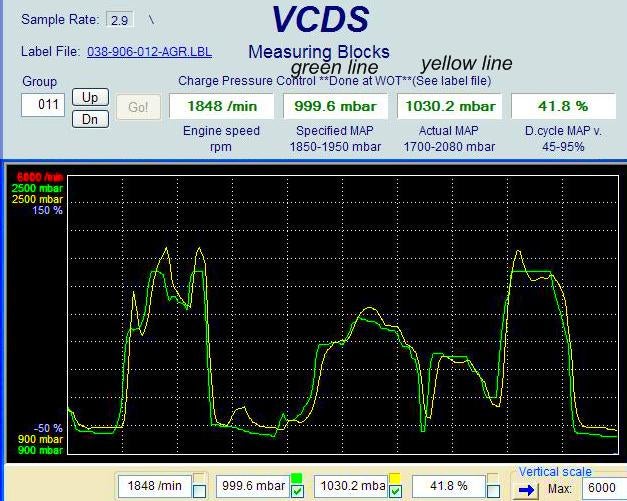 VCDS
Sample Rate: 2.9 \
Label File: 038-906-012-AGR.LBL
Measuring Blocks
green line yellow line
Group
Charge Pressure Control **Done at WOT**(See label file)
011 Up Dn Go! 1848 /min 999.6 mbar 1030.2 mbar 41.8 %
Engine speed Specified MAP Actual MAP D.cycle MAP v.
rpm 1850-1950 mbar 1700-2080 mbar 45-95%
6000 /min
2500 mbar
2500 mbar
150 %
-50 %
900 mbar
900 mbar
Vertical scale
1848 /min 999.6 mbar 1030.2 mba 41.8 % Max: 6000